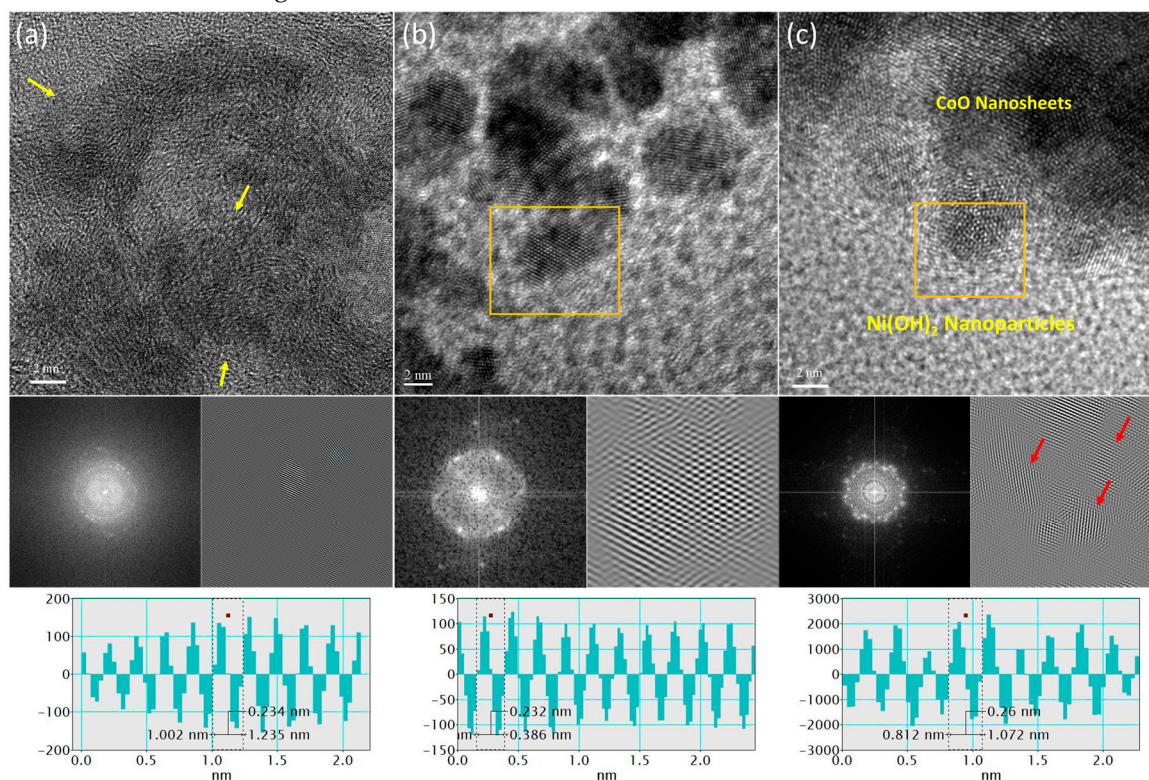 (a)
(b)
(c)
CoO Nanosheets
Ni(OH)₂ Nanoparticles
2 nm
2 nm
2 nm
200
100
0
-100
-200
0.234 nm
1.002 nm
1.235 nm
0.0
0.5
1.0
1.5
2.0
nm
150
100
50
0
-50
-100
-150
0.232 nm
nm
0.386 nm
0.0
0.5
1.0
1.5
2.0
nm
3000
2000
1000
0
-1000
-2000
-3000
0.26 nm
0.812 nm
1.072 nm
0.0
0.5
1.0
1.5
2.0
nm